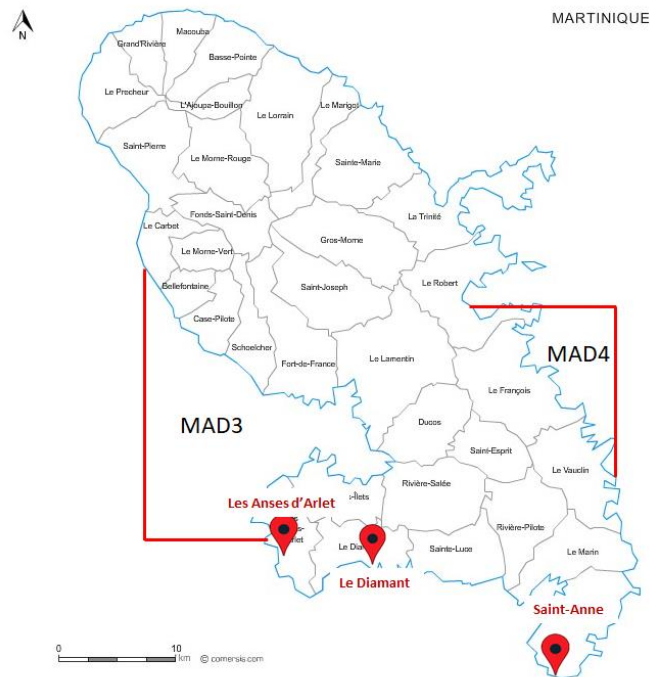 MARTINIQUE
N
Macouba
Grand'Rivière
Basse-Pointe
Le Precheur
L'Ajoupa-Bouillon
Le Lorrain
Le Marigot
Saint-Pierre
Le Morne-Rouge
Sainte-Marie
Fonds-Saint-Denis
La Trinité
Le Carbet
Gros-Morne
Le Morne-Vert
Bellefontaine
Saint-Joseph
Le Robert
Case-Pilote
Schoelcher
Fort-de-France
Le Lamentin
MAD4
Le François
MAD3
Ducos
Saint-Esprit
Le Vauclin
Les Anses d'Arlet
-Ilets
Rivière-Salée
Rivière-Pilote
Le Dia
Sainte-Luce
Le Marin
Le Diamant
Saint-Anne
0 10
km © comersis.com